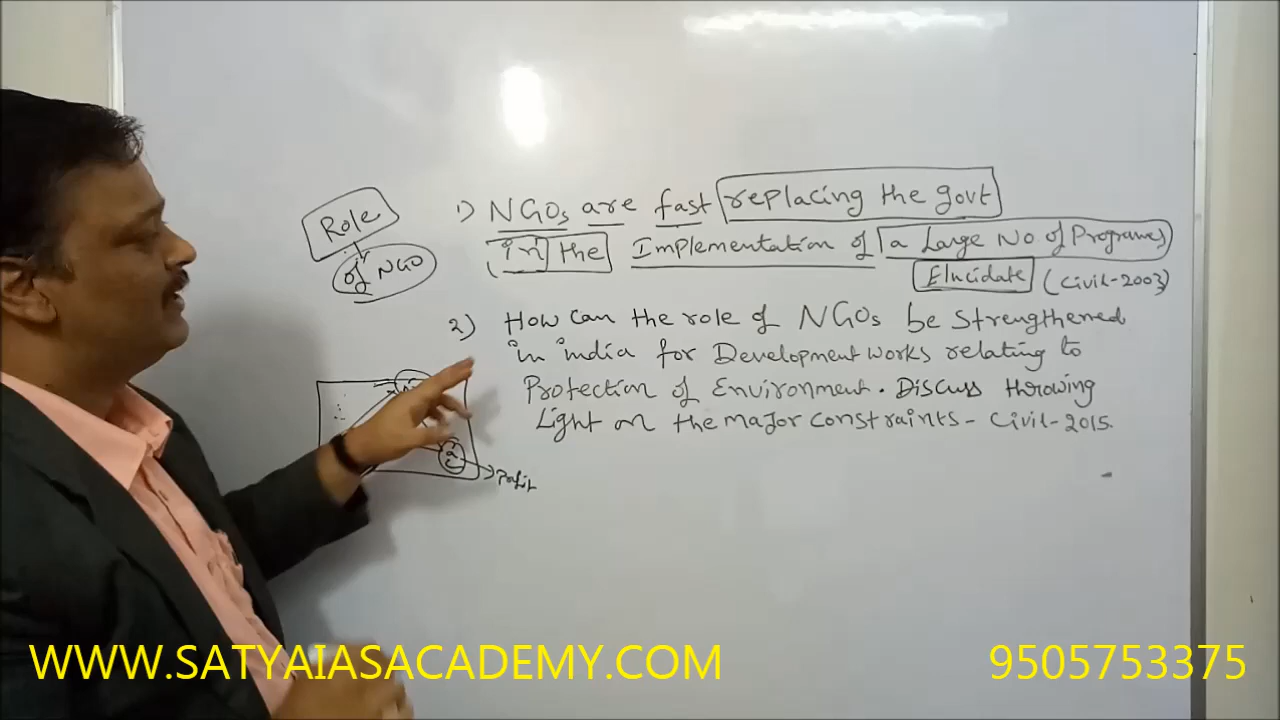 Role
of NGO
1) NGOs are fast replacing the govt
in the Implementation of a Large No of Programes
Elucidate (Civil-2003)
2) How can the role of NGOs be Strengthened
in india for Development works relating to
Protection of Environment. Discuss throwing
Light on the major constraints - Civil-2015.
WWW.SATYAIASACADEMY.COM
9505753375